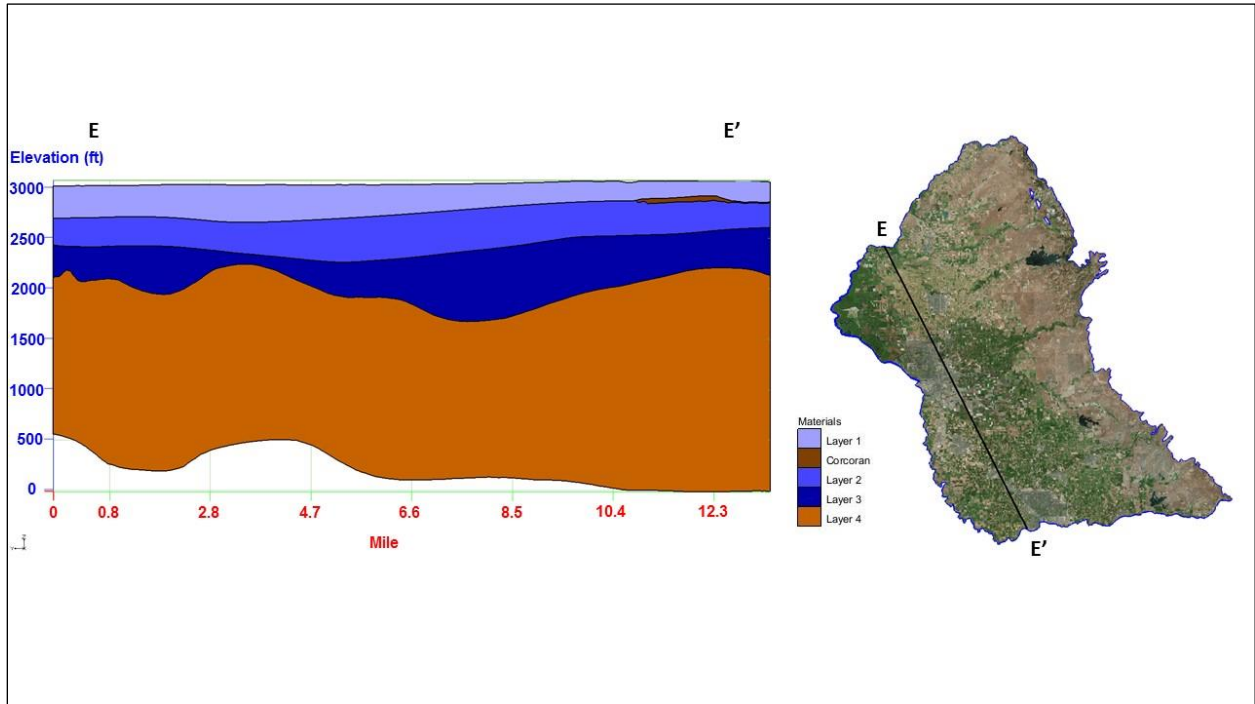 E
E’
Elevation (ft)
3000
2500
2000
1500
1000
500
0
0 0.8 2.8 4.7 6.6 8.5 10.4 12.3
Mile
Materials
Layer 1
Corcoran
Layer 2
Layer 3
Layer 4
E
E’